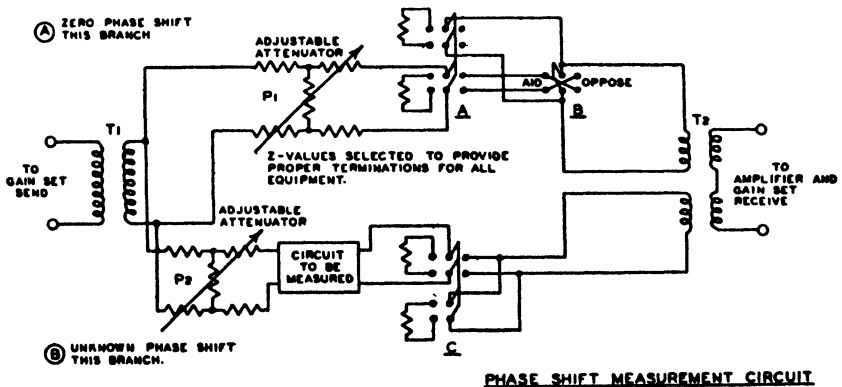 A ZERO PHASE SHIFT
THIS BRANCH
ADJUSTABLE
ATTENUATOR
P1
A
AID
N
OPPOSE
B
T1
T2
TO
GAIN SET
SEND
Z-VALUES SELECTED TO PROVIDE
PROPER TERMINATIONS FOR ALL
EQUIPMENT.
TO
AMPLIFIER AND
GAIN SET
RECEIVE
ADJUSTABLE
ATTENUATOR
P2
CIRCUIT
TO BE
MEASURED
C
B UNKNOWN PHASE SHIFT
THIS BRANCH.
PHASE SHIFT MEASUREMENT CIRCUIT